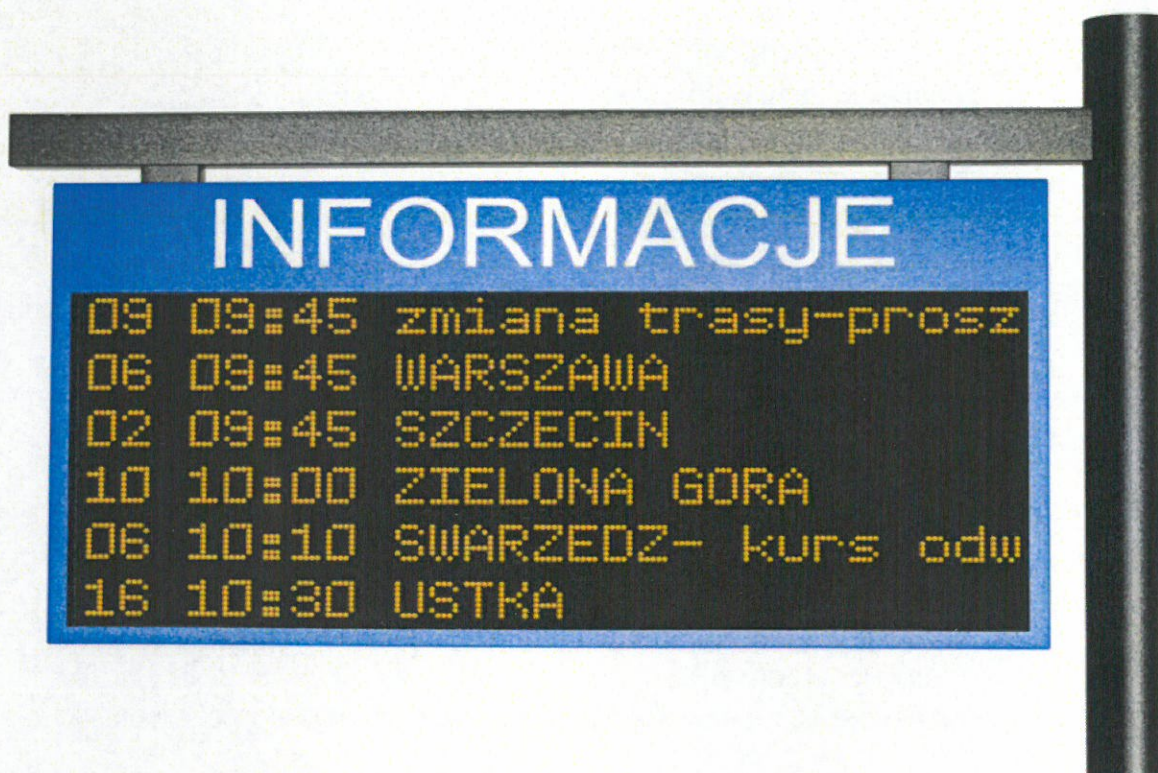 INFORMACJE
09 09:45 zmiana trasy-prosz
06 09:45 WARSZAWA
02 09:45 SZCZECIN
10 10:00 ZIELONA GORA
06 10:10 SWARZEDZ- kurs odw
16 10:30 USTKA